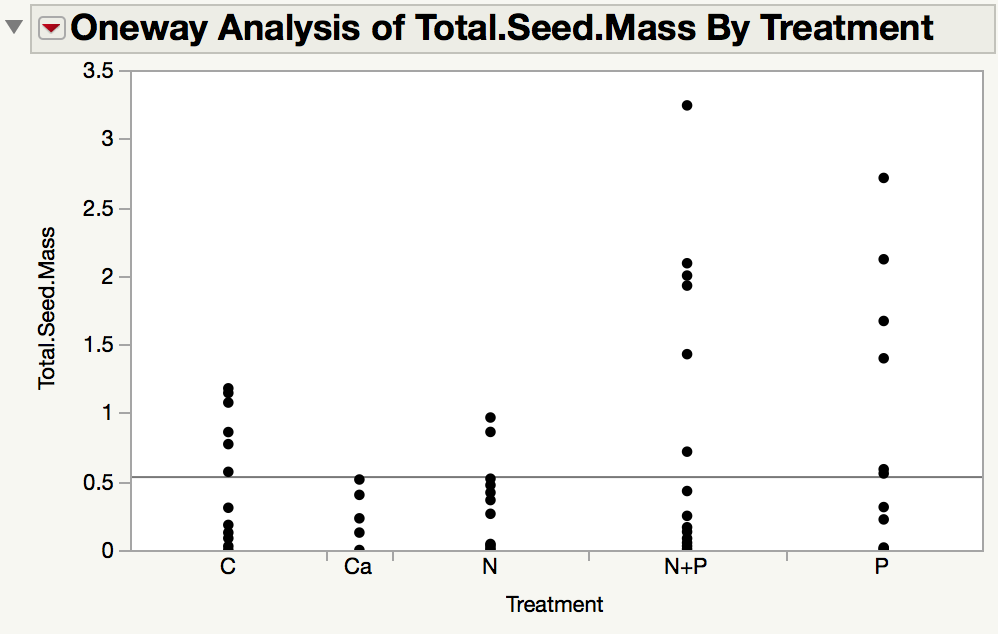 Oneway Analysis of Total.Seed.Mass By Treatment
3.5
3
2.5
2
1.5
1
0.5
0
Total.Seed.Mass
C Ca N N+P P
Treatment